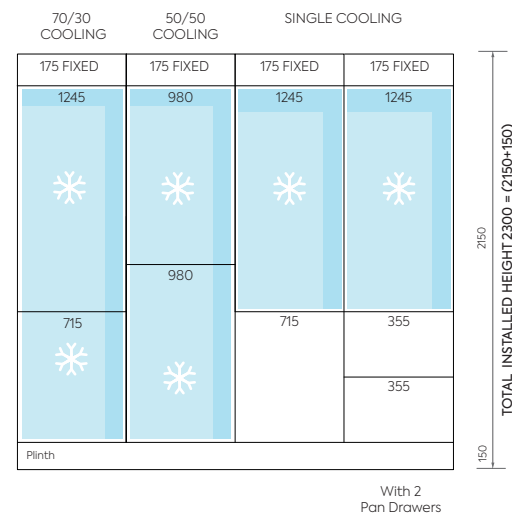 70/30
COOLING
50/50
COOLING
SINGLE COOLING
175 FIXED
175 FIXED
175 FIXED
175 FIXED
1245
980
1245
1245
980
715
715
355
355
Plinth
2150
150
TOTAL INSTALLED HEIGHT 2300 = (2150+150)
With 2
Pan Drawers